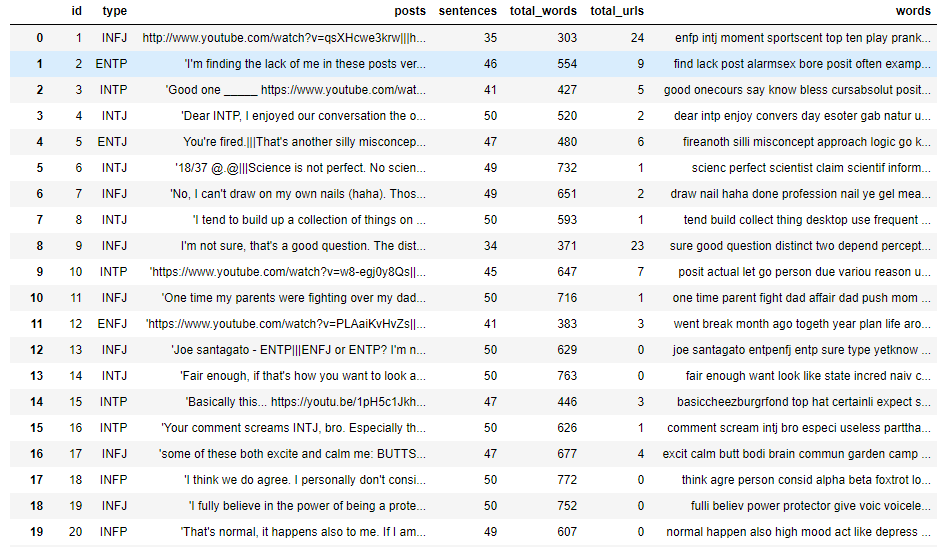 id type posts sentences total_words total_urls words
0 1 INFJ http://www.youtube.com/watch?v=qsXHcwe3krw|||h... 35 303 24 enfp intj moment sportscent top ten play prank...
1 2 ENTP 'I'm finding the lack of me in these posts ver... 46 554 9 find lack post alarmsex bore posit often examp...
2 3 INTP 'Good one _____ https://www.youtube.com/wat... 41 427 5 good onecours say know bless cursabsolut posit...
3 4 INTJ 'Dear INTP, I enjoyed our conversation the o... 50 520 2 dear intp enjoy convers day esoter gab natur u...
4 5 ENTJ You're fired.|||That's another silly misconcep... 47 480 6 fireanoth silli misconcept approach logic go k...
5 6 INTJ '18/37 @.@|||Science is not perfect. No scien... 49 732 1 scienc perfect scientist claim scientif inform...
6 7 INFJ 'No, I can't draw on my own nails (haha). Thos... 49 651 2 draw nail haha done profession nail ye gel mea...
7 8 INTJ 'I tend to build up a collection of things on ... 50 593 1 tend build collect thing desktop use frequent ...
8 9 INFJ I'm not sure, that's a good question. The dist... 34 371 23 sure good question distinct two depend percept...
9 10 INTP 'https://www.youtube.com/watch?v=w8-egj0y8Qs||... 45 647 7 posit actual let go person due variou reason u...
10 11 INFJ 'One time my parents were fighting over my dad... 50 716 1 one time parent fight dad affair dad push mom ...
11 12 ENFJ 'https://www.youtube.com/watch?v=PLAaiKvHvZs||... 41 383 3 went break month ago togeth year plan life aro...
12 13 INFJ 'Joe santagato - ENTP|||ENFJ or ENTP? I'm n... 50 629 0 joe santagato entpenfj entp sure type yetknow ...
13 14 INTJ 'Fair enough, if that's how you want to look a... 50 763 0 fair enough want look like state incred naiv c...
14 15 INTP 'Basically this... https://youtu.be/1pH5c1Jkh... 47 446 3 basiccheezburgrfond top hat certainli expect s...
15 16 INTP 'Your comment screams INTJ, bro. Especially th... 50 626 1 comment scream intj bro especi useless parttha...
16 17 INFJ 'some of these both excite and calm me: BUTTS... 47 677 4 excit calm butt bodi brain commun garden camp ...
17 18 INFP 'I think we do agree. I personally don't consi... 50 772 0 think agre person consid alpha beta foxtrot lo...
18 19 INFJ 'I fully believe in the power of being a prote... 50 752 0 fulli believ power protector give voic voicele...
19 20 INFP 'That's normal, it happens also to me. If I am... 49 607 0 normal happen also high mood act like depress ...